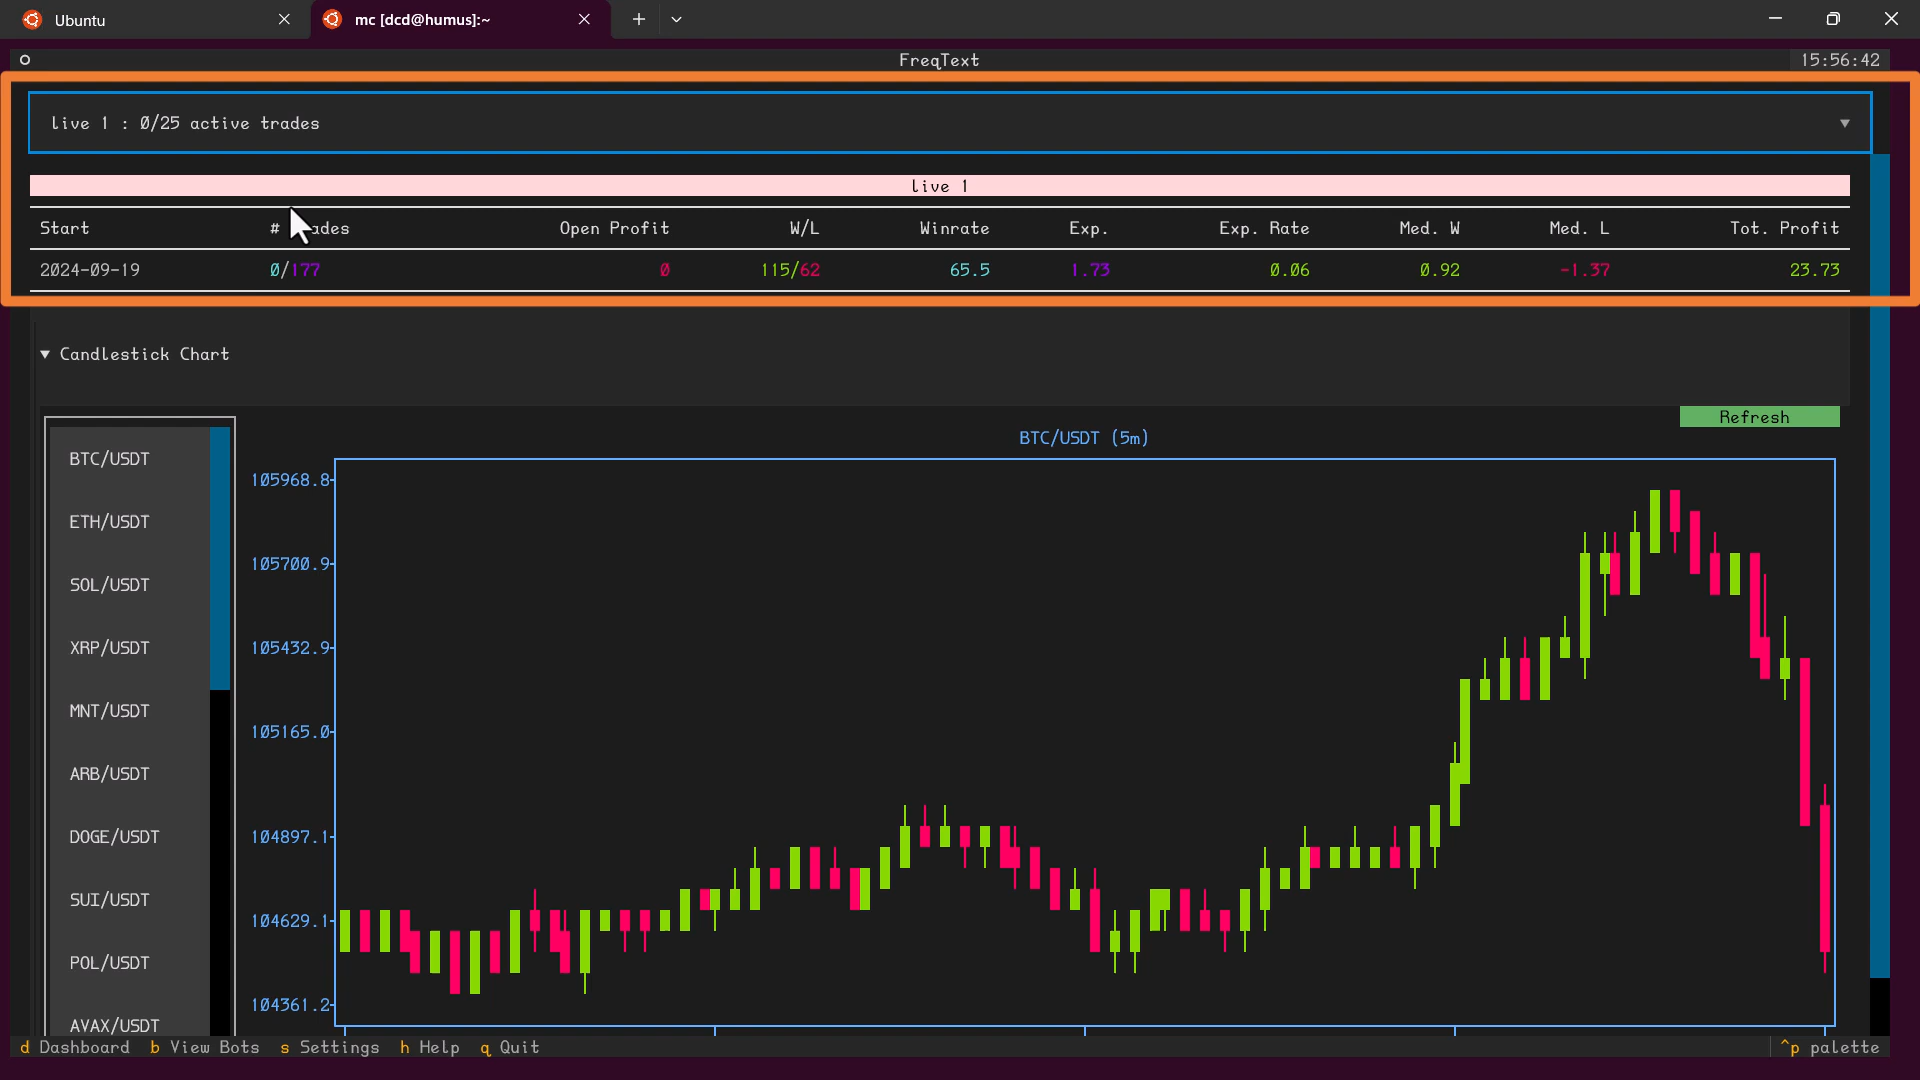 Ubuntu
mc [dcd@humus]:~
FreqText
15:56:42
live 1 : 0/25 active trades
live 1
Start # ades Open Profit W/L Winrate Exp. Exp. Rate Med. W Med. L Tot. Profit
2024-09-19 0/177 0 115/62 65.5 1.73 0.06 0.92 -1.37 23.73
Candlestick Chart
Refresh
BTC/USDT (5m)
BTC/USDT
ETH/USDT
SOL/USDT
XRP/USDT
MNT/USDT
ARB/USDT
DOGE/USDT
SUI/USDT
POL/USDT
AVAX/USDT
105968.8
105700.9
105432.9
105165.0
104897.1
104629.1
104361.2
d Dashboard b View Bots s Settings h Help q Quit
^p palette